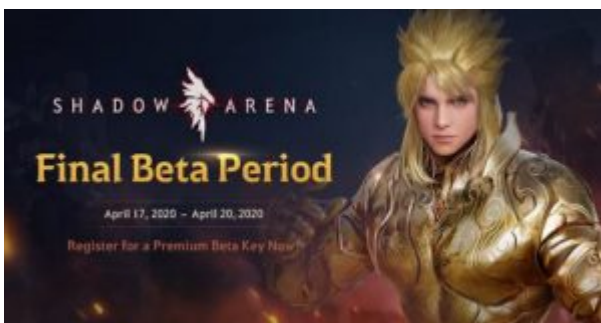 SHADOW ARENA
Final Beta Period
April 17, 2020 - April 20, 2020
Register for a Premium Beta Key Now